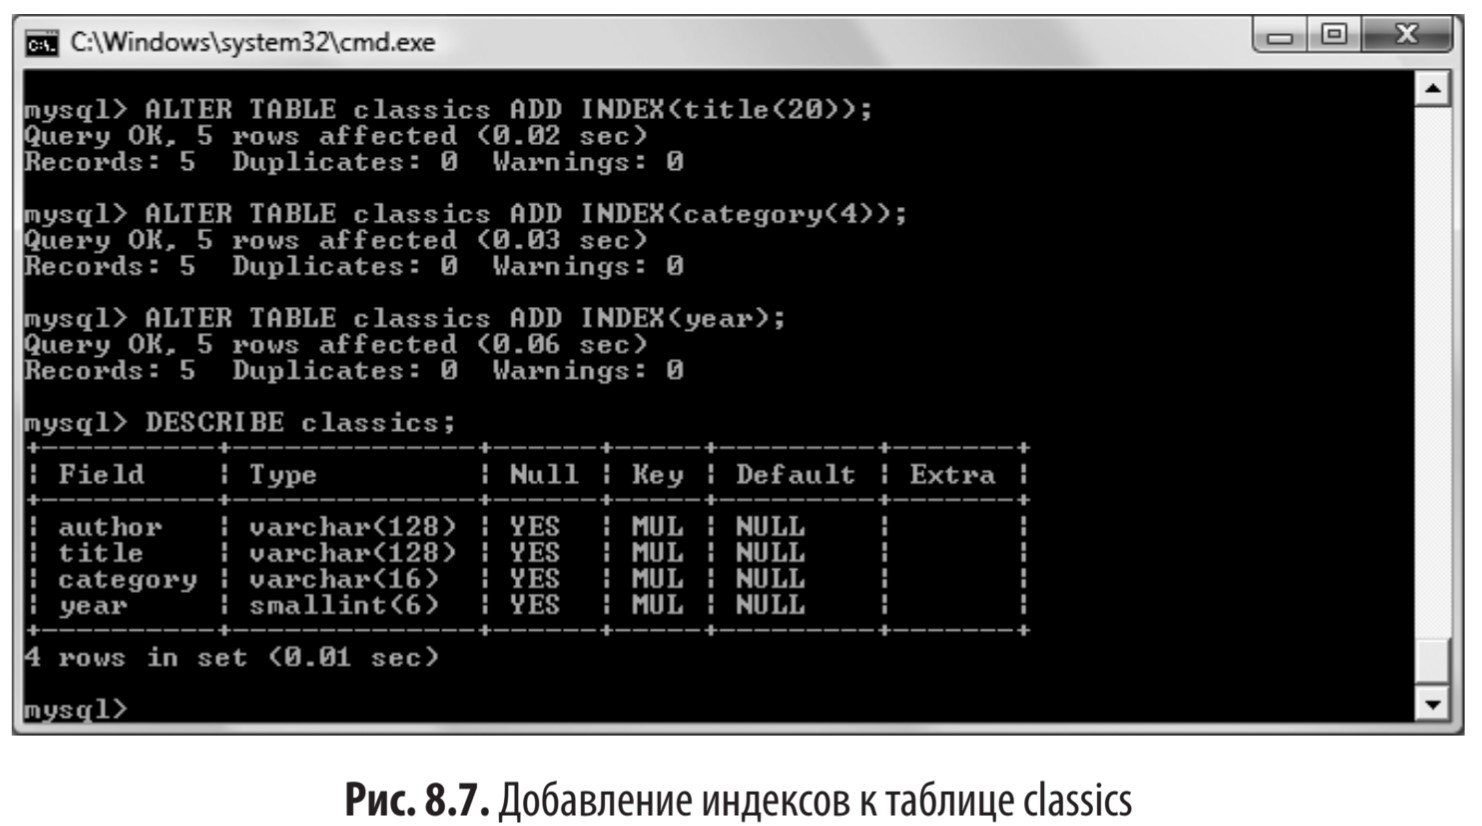 C:\Windows\system32\cmd.exe
mysql> ALTER TABLE classics ADD INDEX(title(20));
Query OK, 5 rows affected (0.02 sec)
Records: 5  Duplicates: 0  Warnings: 0
mysql> ALTER TABLE classics ADD INDEX(category(4));
Query OK, 5 rows affected (0.03 sec)
Records: 5  Duplicates: 0  Warnings: 0
mysql> ALTER TABLE classics ADD INDEX(year);
Query OK, 5 rows affected (0.06 sec)
Records: 5  Duplicates: 0  Warnings: 0
mysql> DESCRIBE classics;
+----------+--------------+------+-----+---------+-------+
| Field    | Type         | Null | Key | Default | Extra |
+----------+--------------+------+-----+---------+-------+
| author   | varchar(128) | YES  | MUL | NULL    |       |
| title    | varchar(128) | YES  | MUL | NULL    |       |
| category | varchar(16)  | YES  | MUL | NULL    |       |
| year     | smallint(6)  | YES  | MUL | NULL    |       |
+----------+--------------+------+-----+---------+-------+
4 rows in set (0.01 sec)
mysql>
Рис. 8.7. Добавление индексов к таблице classics